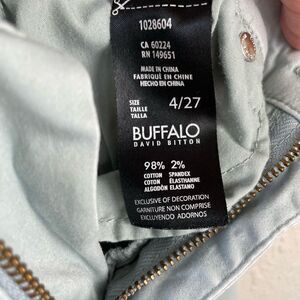 1028604
CA 60224
RN 149651
MADE IN CHINA
FABRIQUÉ EN CHINE
HECHO EN CHINA
SIZE
TAILLE
TALLA
4/27
BUFFALO
DAVID BITTON
98% 2%
COTTON SPANDEX
COTON ÉLASTHANNE
ALGODÓN ELASTANO
EXCLUSIVE OF DECORATION
GARNITURE NON COMPRISE
EXCLUYENDO ADORNOS